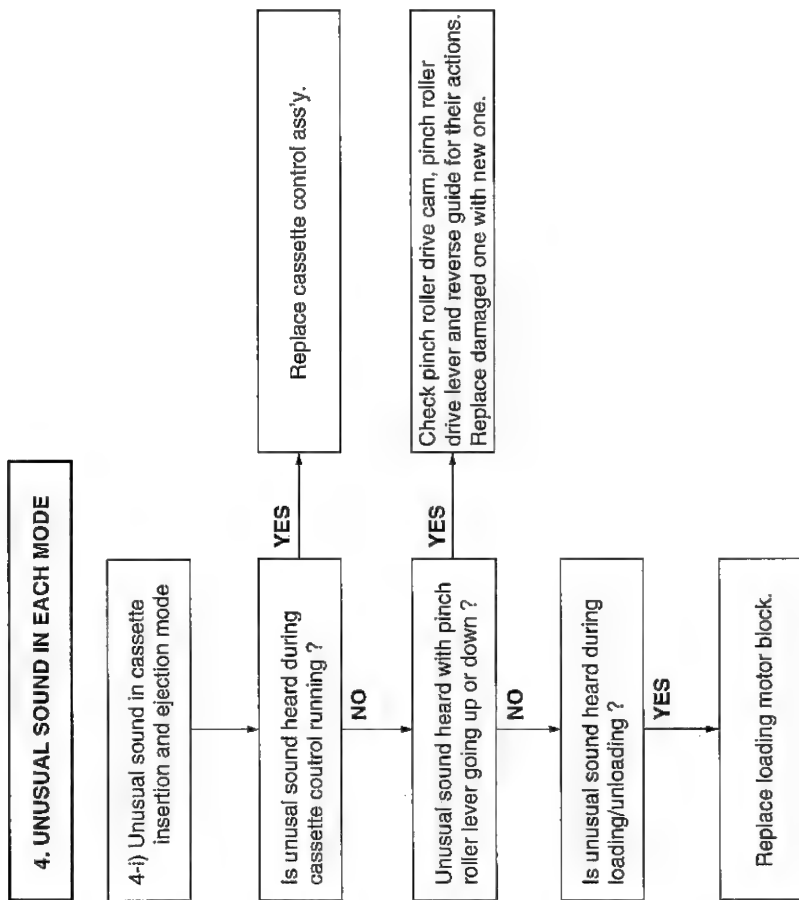 4. UNUSUAL SOUND IN EACH MODE
4-i) Unusual sound in cassette
insertion and ejection mode
Is unusal sound heard during
cassette coutrol running ?
YES
Replace cassette control ass'y.
NO
Unusual sound heard with pinch
roller lever going up or down ?
YES
Check pinch roller drive cam, pinch roller
drive lever and reverse guide for their actions.
Replace damaged one with new one.
NO
Is unusual sound heard during
loading/unloading ?
YES
Replace loading motor block.